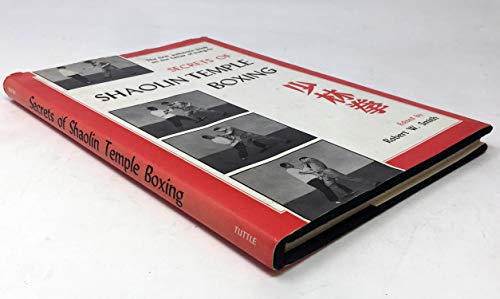 SECRETS OF
SHAOLIN TEMPLE
BOXING
少林拳
Edited by
Robert W. Smith
Secrets of Shaolin Temple Boxing
TUTTLE